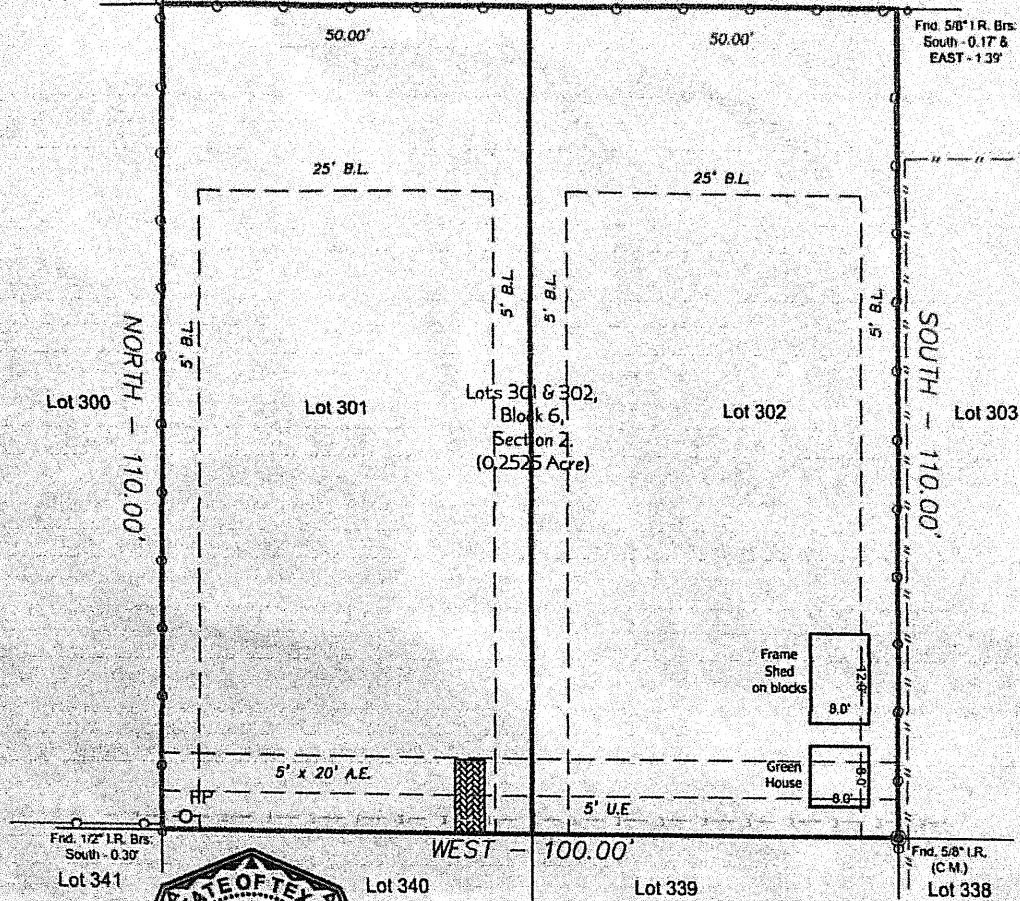 50.00'
50.00'
Fnd. 5/8" I.R. Brs:
South - 0.17' &
EAST - 1.39'
25' B.L.
25' B.L.
5' B.L.
5' B.L.
5' B.L.
5' B.L.
NORTH - 110.00'
SOUTH - 110.00'
Lot 300
Lot 301
Lots 301 & 302,
Block 6,
Section 2.
(0.2525 Acre)
Lot 302
Lot 303
Frame
Shed
on blocks
12.0'
8.0'
Green
House
8.0'
8.0'
5' x 20' A.E.
PP
5' U.E.
Fnd. 1/2" I.R. Brs:
South - 0.30'
WEST - 100.00'
Fnd. 5/8" I.R.
(C.M.)
Lot 341
Lot 340
Lot 339
Lot 338
ATE OF TEX